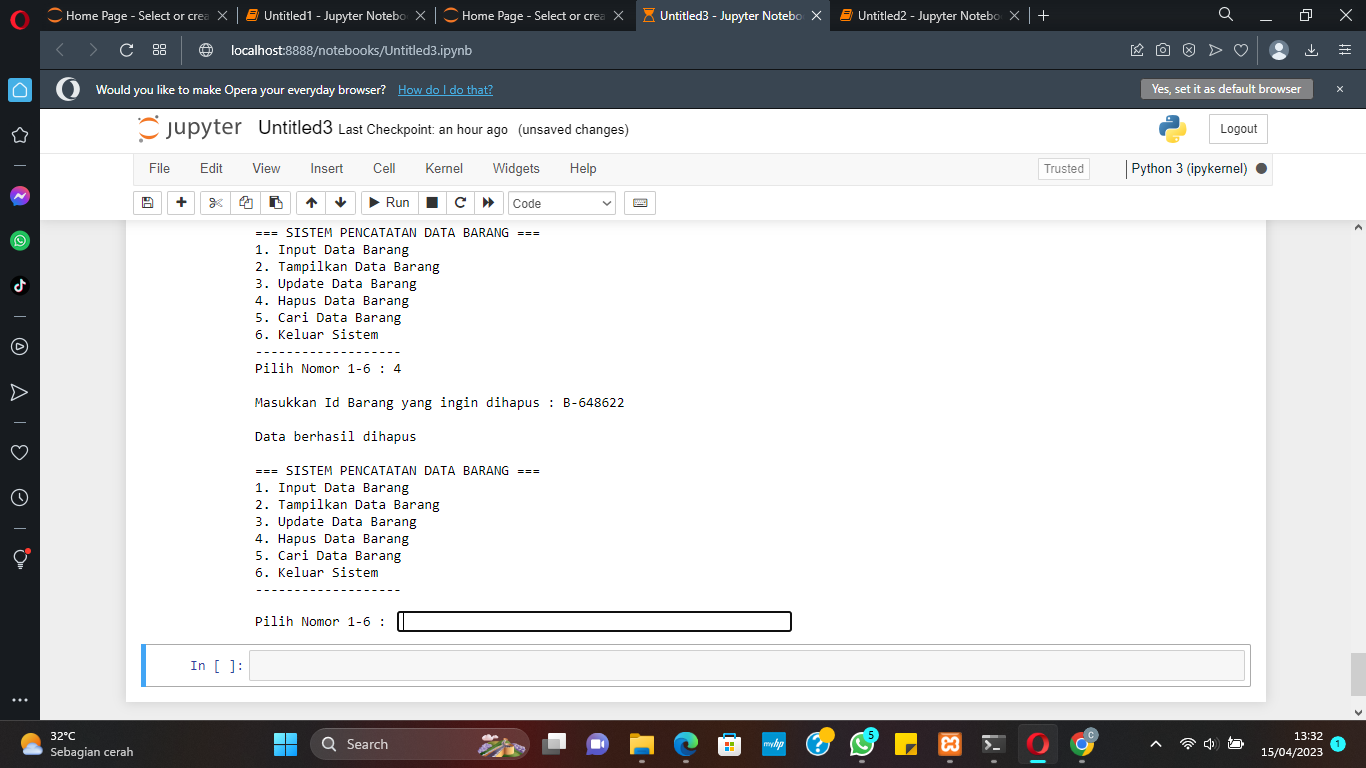 Home Page - Select or crea
Untitled1 - Jupyter Notebo
Home Page - Select or crea
Untitled3 - Jupyter Notebo
Untitled2 - Jupyter Notebo
localhost:8888/notebooks/Untitled3.ipynb
Would you like to make Opera your everyday browser? How do I do that?
Yes, set it as default browser
jupyter Untitled3 Last Checkpoint: an hour ago (unsaved changes)
Logout
File Edit View Insert Cell Kernel Widgets Help
Trusted
Python 3 (ipykernel)
Run
Code
=== SISTEM PENCATATAN DATA BARANG ===
1. Input Data Barang
2. Tampilkan Data Barang
3. Update Data Barang
4. Hapus Data Barang
5. Cari Data Barang
6. Keluar Sistem
-------------------
Pilih Nomor 1-6 : 4
Masukkan Id Barang yang ingin dihapus : B-648622
Data berhasil dihapus
=== SISTEM PENCATATAN DATA BARANG ===
1. Input Data Barang
2. Tampilkan Data Barang
3. Update Data Barang
4. Hapus Data Barang
5. Cari Data Barang
6. Keluar Sistem
-------------------
Pilih Nomor 1-6 :
In [ ]:
32°C
Sebagian cerah
Search
myhp
5
C
13:32
15/04/2023
1